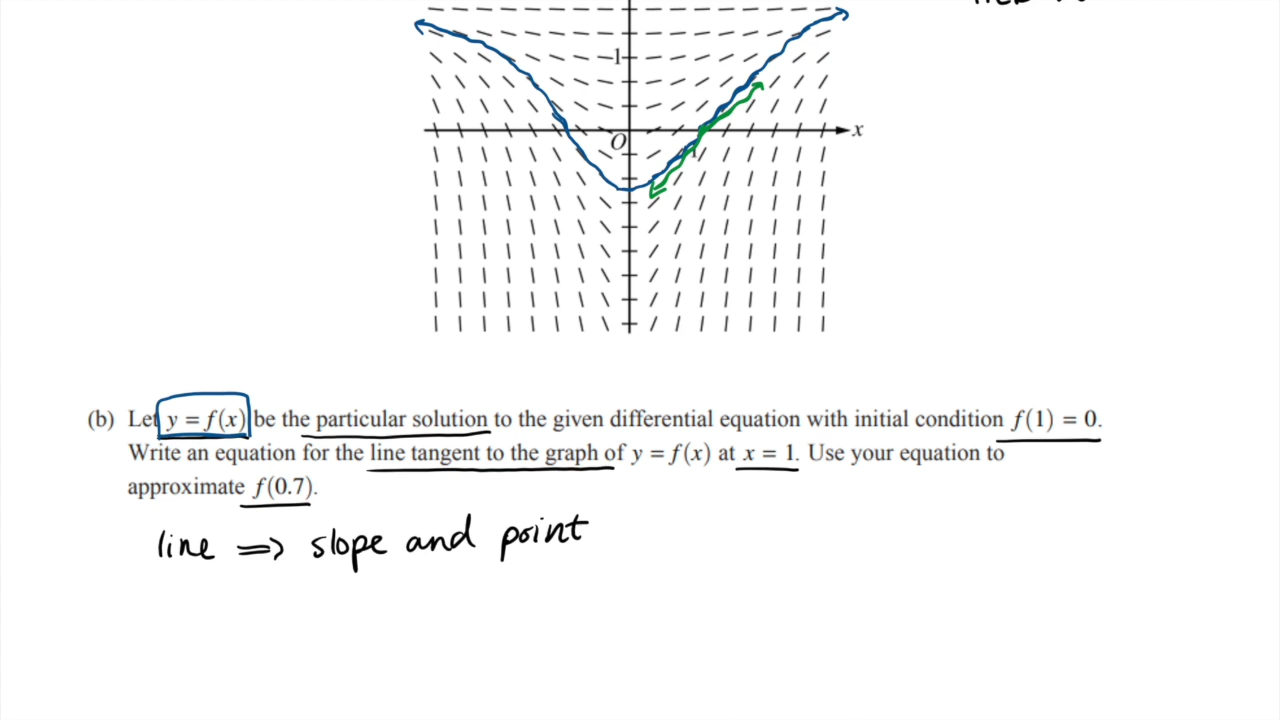 1
O
x
1
(b) Let y = f(x) be the particular solution to the given differential equation with initial condition f(1) = 0.
Write an equation for the line tangent to the graph of y = f(x) at x = 1. Use your equation to
approximate f(0.7).
line ⟹ slope and point